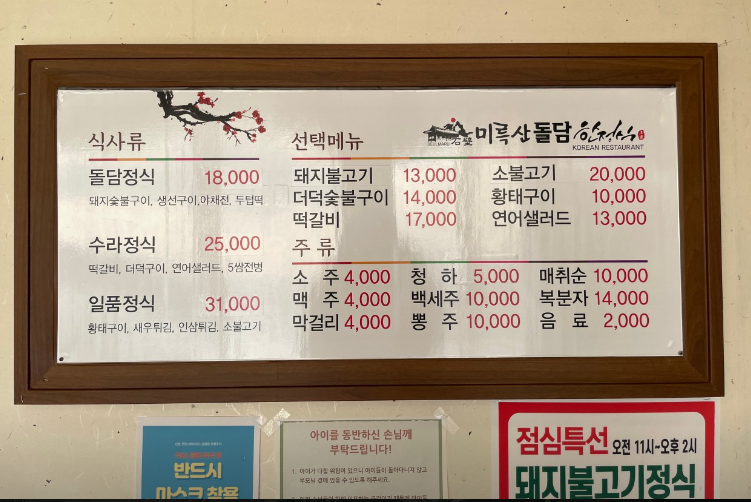 미륵산돌담 한정식
KOREAN RESTAURANT
식사류
돌담정식 18,000
돼지숯불구이, 생선구이,야채전, 두텁떡
수라정식 25,000
떡갈비, 더덕구이, 연어샐러드, 5쌈전병
일품정식 31,000
황태구이, 새우튀김, 인삼튀김, 소불고기
선택메뉴
돼지불고기 13,000 소불고기 20,000
더덕숯불구이 14,000 황태구이 10,000
떡갈비 17,000 연어샐러드 13,000
주 류
소 주 4,000 청 하 5,000 매취순 10,000
맥 주 4,000 백세주 10,000 복분자 14,000
막걸리 4,000 뽕 주 10,000 음 료 2,000
반드시
마스크 착용
아이를 동반하신 손님께
부탁드립니다!
점심특선 오전 11시~오후 2시
돼지불고기정식